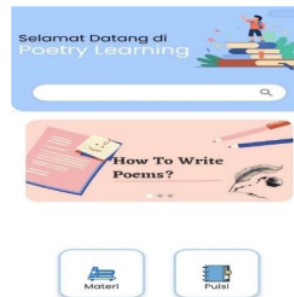 Selamat Datang di
Poetry Learning
How To Write
Poems?
Materi
Puisi